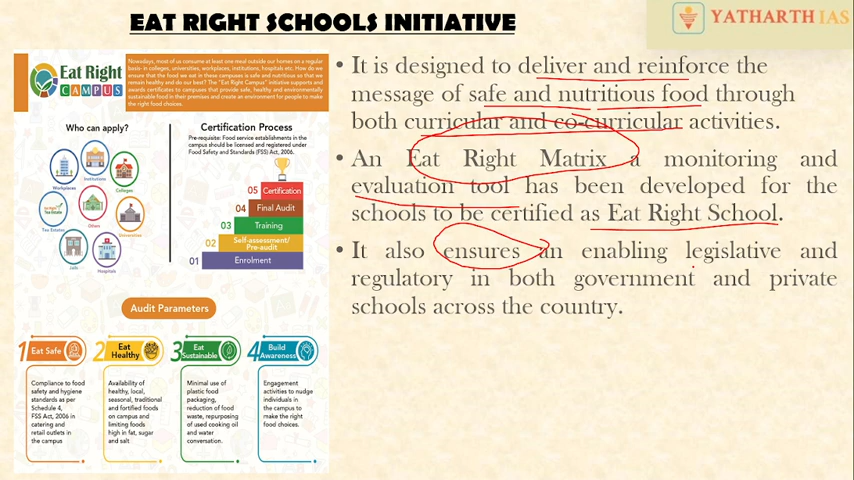 EAT RIGHT SCHOOLS INITIATIVE
YATHARTH IAS
Eat Right
CAMPUS
Nowadays, most of us consume at least one meal outside our homes on a regular
basis- in colleges, universities, workplaces, institutions, hospitals etc. How do we
ensure that the food we eat in these campuses is safe and nutritious so that we
remain healthy and do our best? The "Eat Right Campus" initiative supports and
awards certificates to campuses that provide safe, healthy and environmentally
sustainable food in their premises and create an environment for people to make
the right food choices.
Who can apply?
Workplaces
Institutions
Colleges
Tea Estates
Others
Universities
Jails
Hospitals
Certification Process
Pre-requisite: Food service establishments in the
campus should be licensed and registered under
Food Safety and Standards (FSS) Act, 2006.
05 Certification
04 Final Audit
03 Training
02 Self-assessment/
Pre-audit
01 Enrolment
Audit Parameters
1 Eat Safe
Compliance to food
safety and hygiene
standards as per
Schedule 4,
FSS Act, 2006 in
catering and
retail outlets in
the campus
2 Eat
Healthy
Availability of
healthy, local,
seasonal, traditional
and fortified foods
on campus and
limiting foods
high in fat, sugar
and salt
3 Eat
Sustainable
Minimal use of
plastic food
packaging,
reduction of food
waste, repurposing
of used cooking oil
and water
conversation.
4 Build
Awareness
Engagement
activities to nudge
individuals in
the campus to
make the right
food choices.
• It is designed to deliver and reinforce the
message of safe and nutritious food through
both curricular and co-curricular activities.
• An Eat Right Matrix a monitoring and
evaluation tool has been developed for the
schools to be certified as Eat Right School.
• It also ensures an enabling legislative and
regulatory in both government and private
schools across the country.